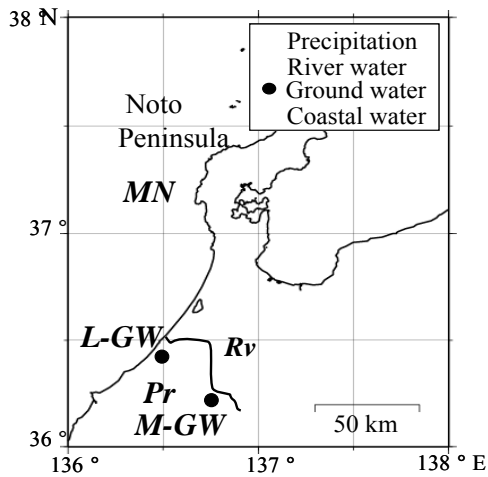 38 °N
Precipitation
River water
Ground water
Coastal water
Noto
Peninsula
MN
37 °
L-GW
Rv
Pr
M-GW
50 km
36 °
136 °
137 °
138 ° E